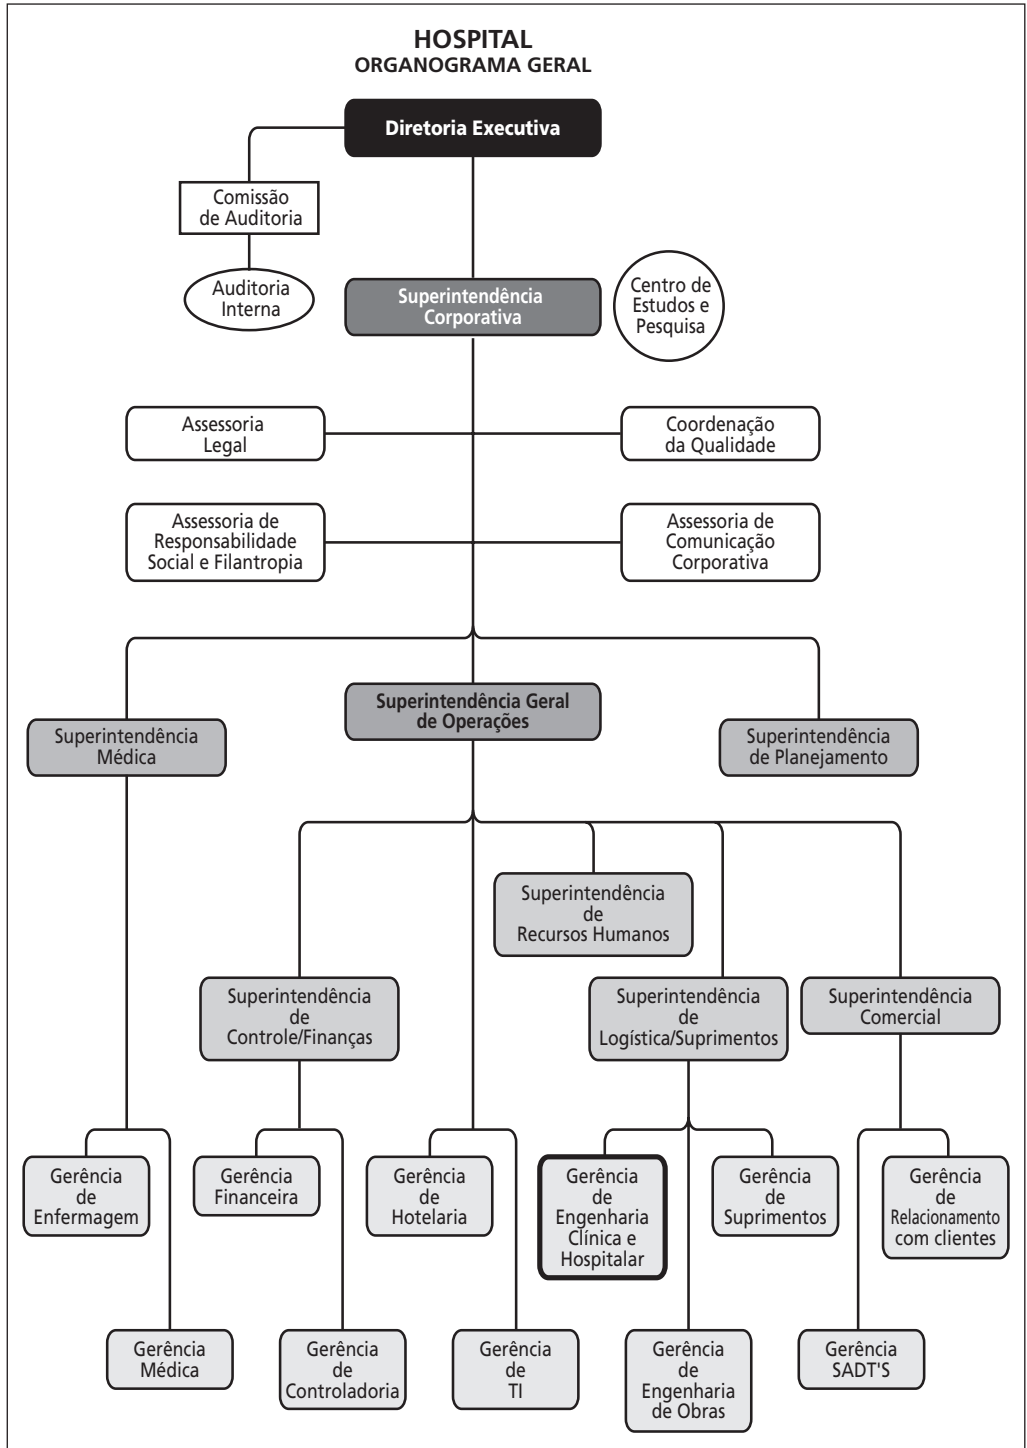 HOSPITAL
ORGANOGRAMA GERAL
Diretoria Executiva
Comissão
de Auditoria
Auditoria
Interna
Superintendência
Corporativa
Centro de
Estudos e
Pesquisa
Assessoria
Legal
Coordenação
da Qualidade
Assessoria de
Responsabilidade
Social e Filantropia
Assessoria de
Comunicação
Corporativa
Superintendência
Médica
Superintendência Geral
de Operações
Superintendência
de Planejamento
Superintendência
de
Recursos Humanos
Superintendência
de
Controle/Finanças
Superintendência
de
Logística/Suprimentos
Superintendência
Comercial
Gerência
de
Enfermagem
Gerência
Financeira
Gerência
de
Hotelaria
Gerência
de
Engenharia
Clínica e
Hospitalar
Gerência
de
Suprimentos
Gerência
de
Relacionamento
com clientes
Gerência
Médica
Gerência
de
Controladoria
Gerência
de
TI
Gerência
de
Engenharia
de Obras
Gerência
SADT'S